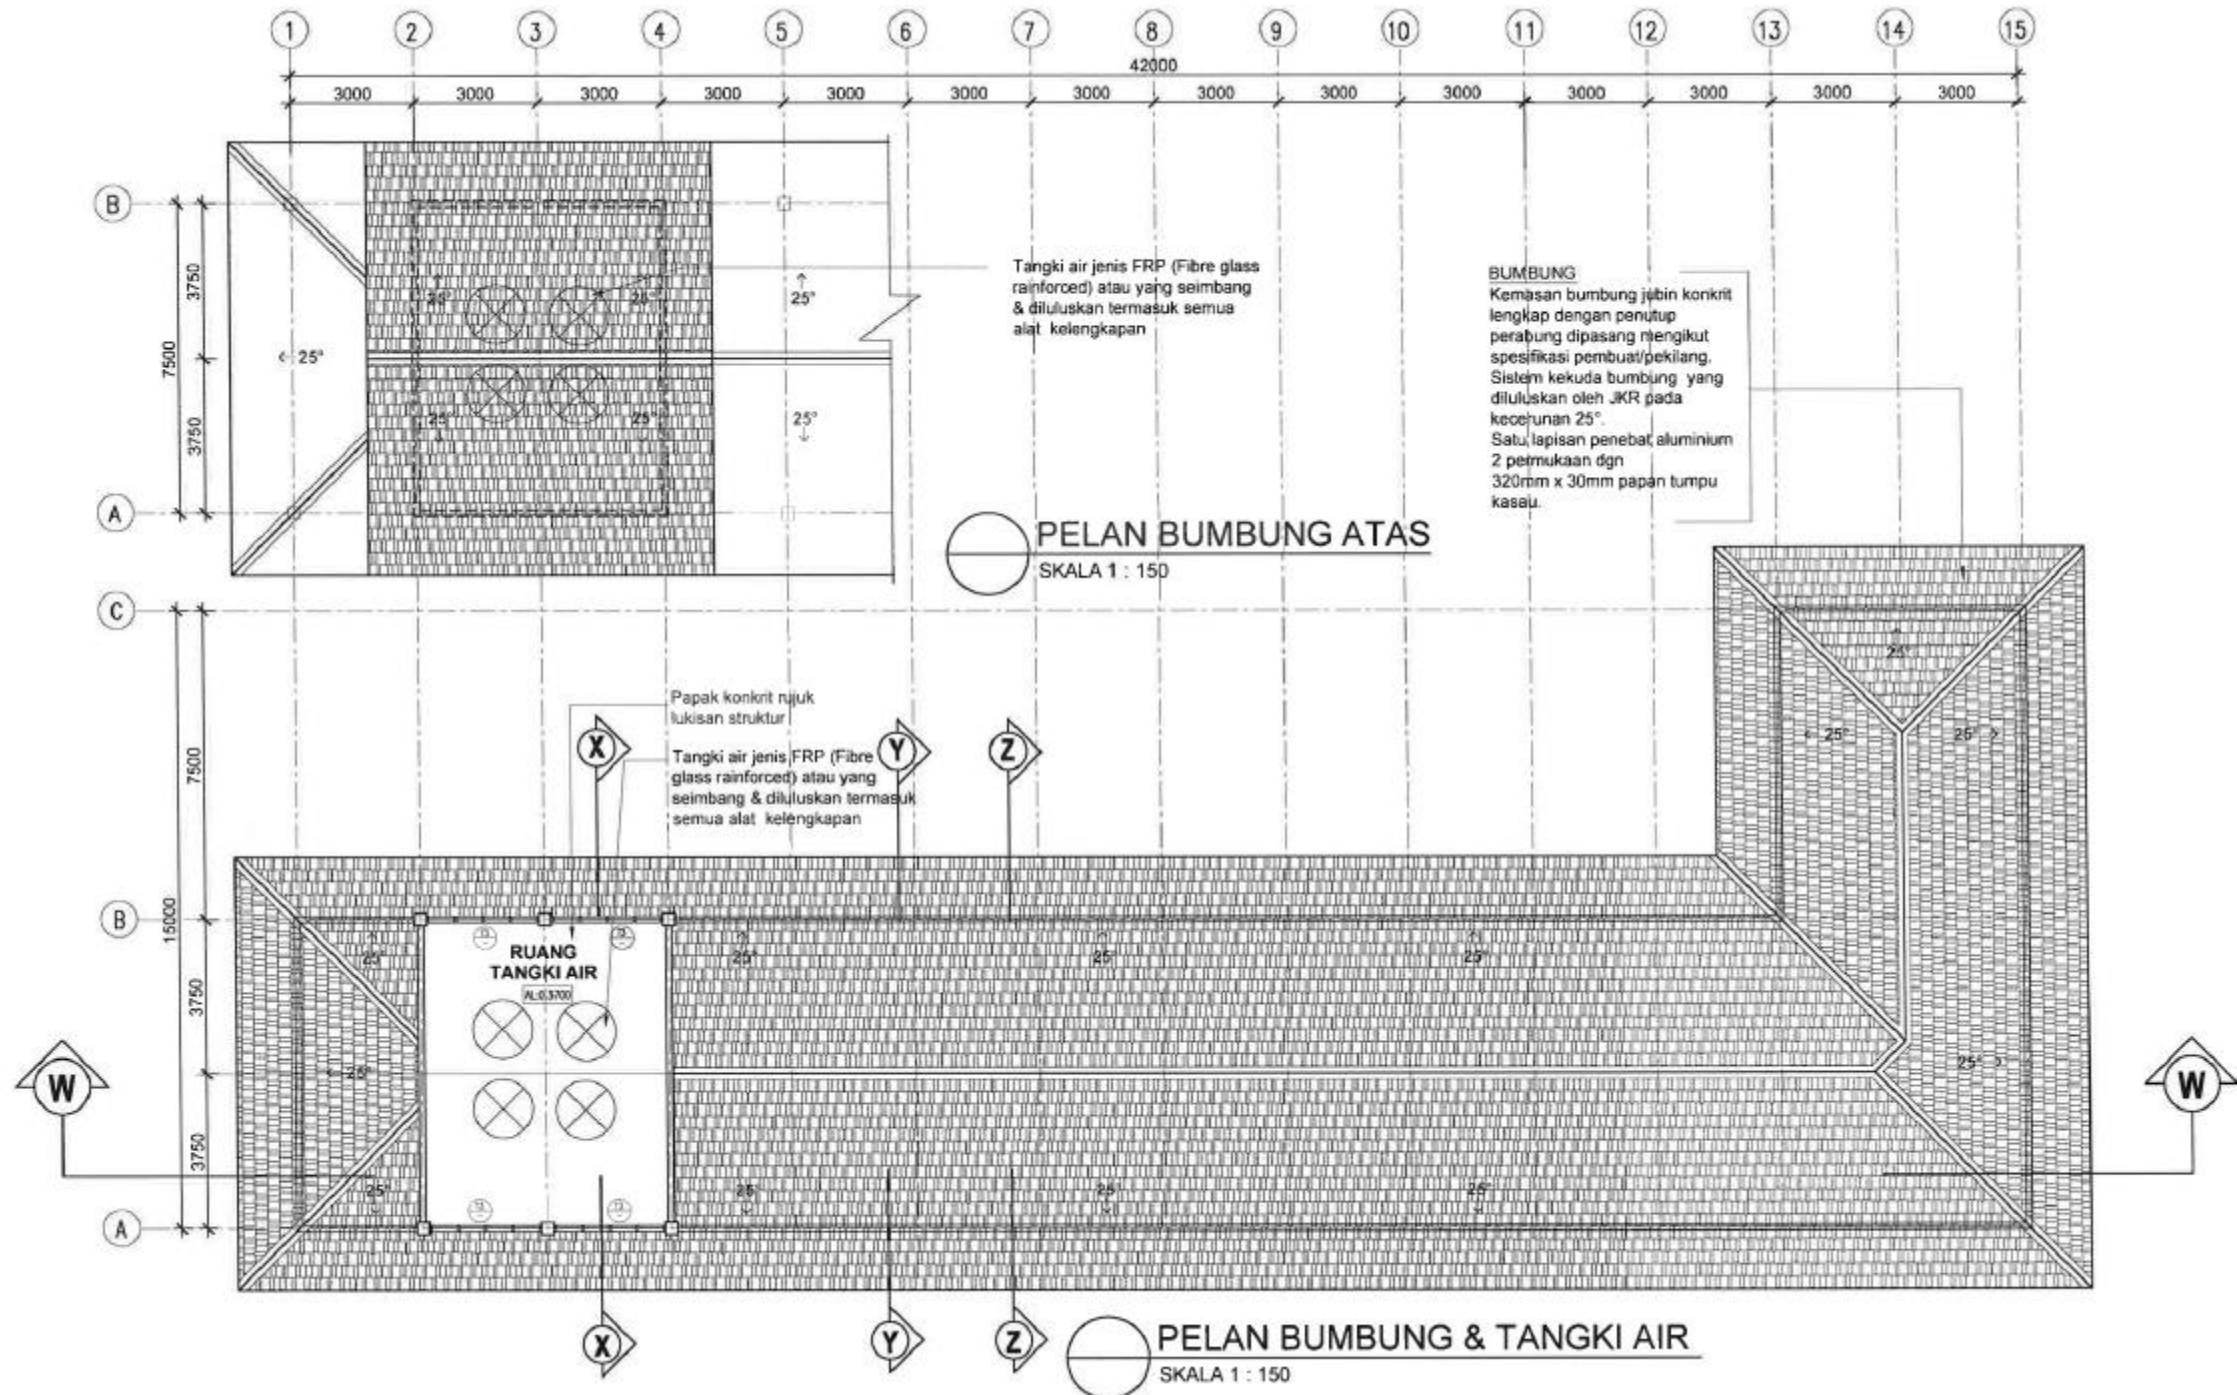 1 2 3 4 5 6 7 8 9 10 11 12 13 14 15
42000
3000 3000 3000 3000 3000 3000 3000 3000 3000 3000 3000 3000 3000 3000
B
3750
7500
3750
A
25°
25°
25°
25°
25°
25°
25°
Tangki air jenis FRP (Fibre glass
rainforced) atau yang seimbang
& diluluskan termasuk semua
alat kelengkapan
BUMBUNG
Kemasan bumbung jubin konkrit
lengkap dengan penutup
perabung dipasang mengikut
spesifikasi pembuat/pekilang.
Sistem kekuda bumbung yang
diluluskan oleh JKR pada
kecerunan 25°.
Satu lapisan penebat aluminium
2 permukaan dgn
320mm x 30mm papan tumpu
kasau.
PELAN BUMBUNG ATAS
SKALA 1 : 150
C
7500
15000
B
3750
3750
A
Papak konkrit rujuk
lukisan struktur
Tangki air jenis FRP (Fibre
glass rainforced) atau yang
seimbang & diluluskan termasuk
semua alat kelengkapan
X Y Z
25°
25° 25°
RUANG
TANGKI AIR
25° 25° 25° 25°
25° 25°
W W
25° 25° 25° 25°
X Y Z
PELAN BUMBUNG & TANGKI AIR
SKALA 1 : 150